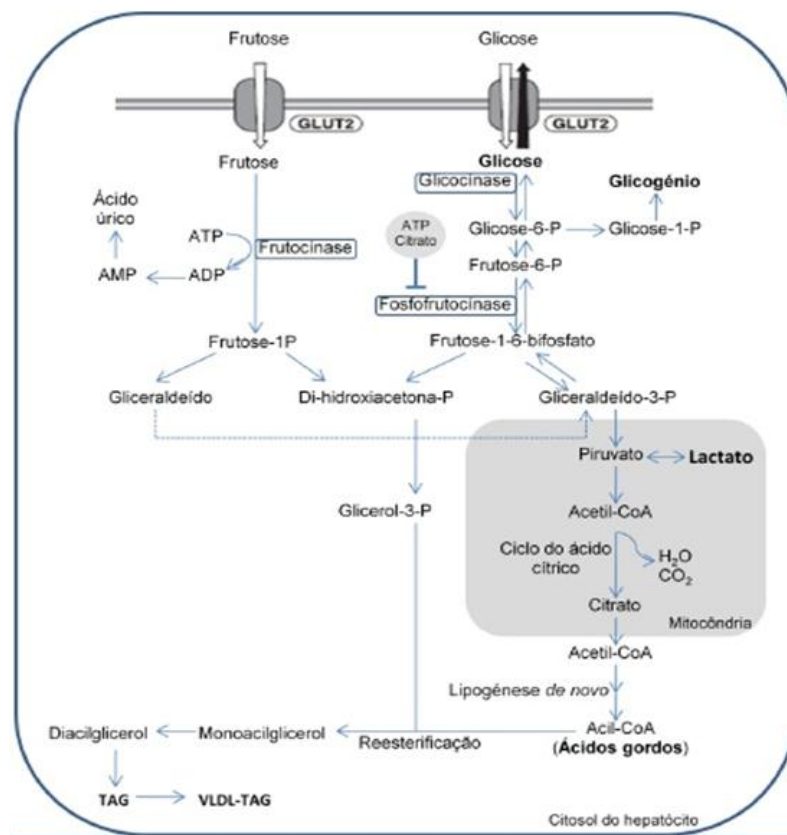 Frutose
Glicose
GLUT2
GLUT2
Frutose
Glicose
Glicocinase
Glicogénio
Ácido
úrico
ATP
Citrato
Glicose-6-P
Glicose-1-P
ATP
Frutocinase
Frutose-6-P
AMP
ADP
Fosfofrutocinase
Frutose-1P
Frutose-1-6-bifosfato
Gliceraldeído
Di-hidroxiacetona-P
Gliceraldeído-3-P
Piruvato
Lactato
Glicerol-3-P
Acetil-CoA
Ciclo do ácido
cítrico
H2O
CO2
Citrato
Mitocôndria
Acetil-CoA
Lipogénese de novo
Diacilglicerol
Monoacilglicerol
Reesterificação
Acil-CoA
(Ácidos gordos)
TAG
VLDL-TAG
Citosol do hepatócito